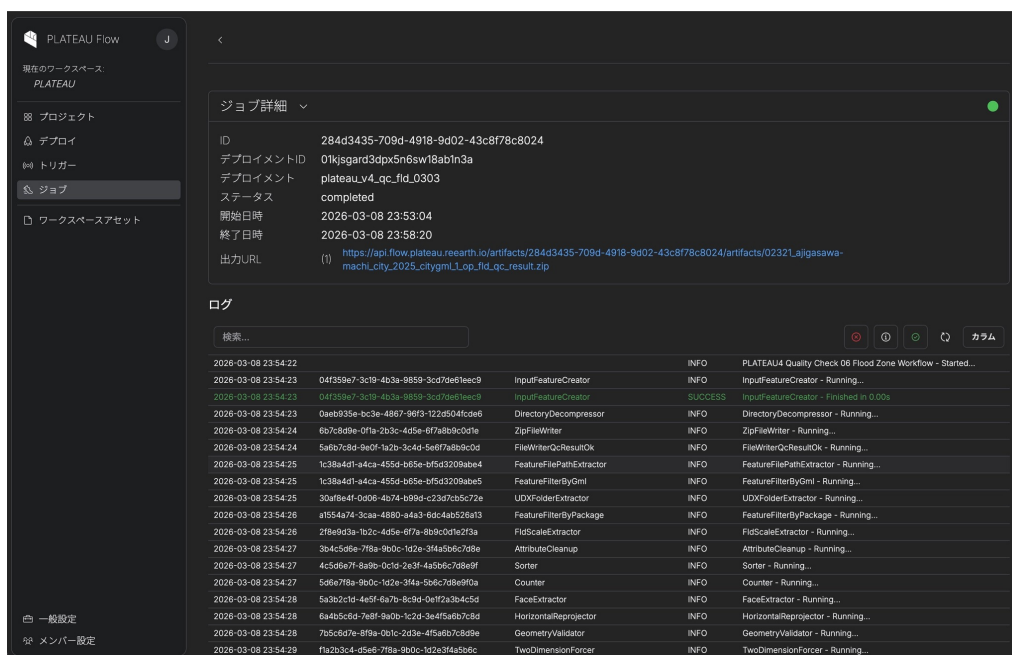 PLATEAU Flow
J
現在のワークスペース:
PLATEAU
プロジェクト
デプロイ
トリガー
ジョブ
ワークスペースアセット
一般設定
メンバー設定
ジョブ詳細
ID 284d3435-709d-4918-9d02-43c8f78c8024
デプロイメントID 01kjsgard3dpx5n6sw18ab1n3a
デプロイメント plateau_v4_qc_fld_0303
ステータス completed
開始日時 2026-03-08 23:53:04
終了日時 2026-03-08 23:58:20
出力URL (1) https://api.flow.plateau.reearth.io/artifacts/284d3435-709d-4918-9d02-43c8f78c8024/artifacts/02321_ajigasawa-
machi_city_2025_citygml_1_op_fld_qc_result.zip
ログ
検索...
カラム
2026-03-08 23:54:22 INFO PLATEAU4 Quality Check 06 Flood Zone Workflow - Started...
2026-03-08 23:54:23 04f359e7-3c19-4b3a-9859-3cd7de61eec9 InputFeatureCreator INFO InputFeatureCreator - Running...
2026-03-08 23:54:23 04f359e7-3c19-4b3a-9859-3cd7de61eec9 InputFeatureCreator SUCCESS InputFeatureCreator - Finished in 0.00s
2026-03-08 23:54:23 0aeb935e-bc3e-4867-96f3-122d504fcde6 DirectoryDecompressor INFO DirectoryDecompressor - Running...
2026-03-08 23:54:24 6b7c8d9e-0f1a-2b3c-4d5e-6f7a8b9c0d1e ZipFileWriter INFO ZipFileWriter - Running...
2026-03-08 23:54:24 5a6b7c8d-9e0f-1a2b-3c4d-5e6f7a8b9c0d FileWriterQcResultOk INFO FileWriterQcResultOk - Running...
2026-03-08 23:54:25 1c38a4d1-a4ca-455d-b65e-bf5d3209abe4 FeatureFilePathExtractor INFO FeatureFilePathExtractor - Running...
2026-03-08 23:54:25 1c38a4d1-a4ca-455d-b65e-bf5d3209abe5 FeatureFilterByGml INFO FeatureFilterByGml - Running...
2026-03-08 23:54:25 30af8e4f-0d06-4b74-b99d-c23d7cb5c72e UDXFolderExtractor INFO UDXFolderExtractor - Running...
2026-03-08 23:54:26 a1554a74-3caa-4880-a4a3-6dc4ab526a13 FeatureFilterByPackage INFO FeatureFilterByPackage - Running...
2026-03-08 23:54:26 2f8e9d3a-1b2c-4d5e-6f7a-8b9c0d1e2f3a FldScaleExtractor INFO FldScaleExtractor - Running...
2026-03-08 23:54:27 3b4c5d6e-7f8a-9b0c-1d2e-3f4a5b6c7d8e AttributeCleanup INFO AttributeCleanup - Running...
2026-03-08 23:54:27 4c5d6e7f-8a9b-0c1d-2e3f-4a5b6c7d8e9f Sorter INFO Sorter - Running...
2026-03-08 23:54:27 5d6e7f8a-9b0c-1d2e-3f4a-5b6c7d8e9f0a Counter INFO Counter - Running...
2026-03-08 23:54:28 5a3b2c1d-4e5f-6a7b-8c9d-0e1f2a3b4c5d FaceExtractor INFO FaceExtractor - Running...
2026-03-08 23:54:28 6a4b5c6d-7e8f-9a0b-1c2d-3e4f5a6b7c8d HorizontalReprojector INFO HorizontalReprojector - Running...
2026-03-08 23:54:28 7b5c6d7e-8f9a-0b1c-2d3e-4f5a6b7c8d9e GeometryValidator INFO GeometryValidator - Running...
2026-03-08 23:54:29 f1a2b3c4-d5e6-7f8a-9b0c-1d2e3f4a5b6c TwoDimensionForcer INFO TwoDimensionForcer - Running...